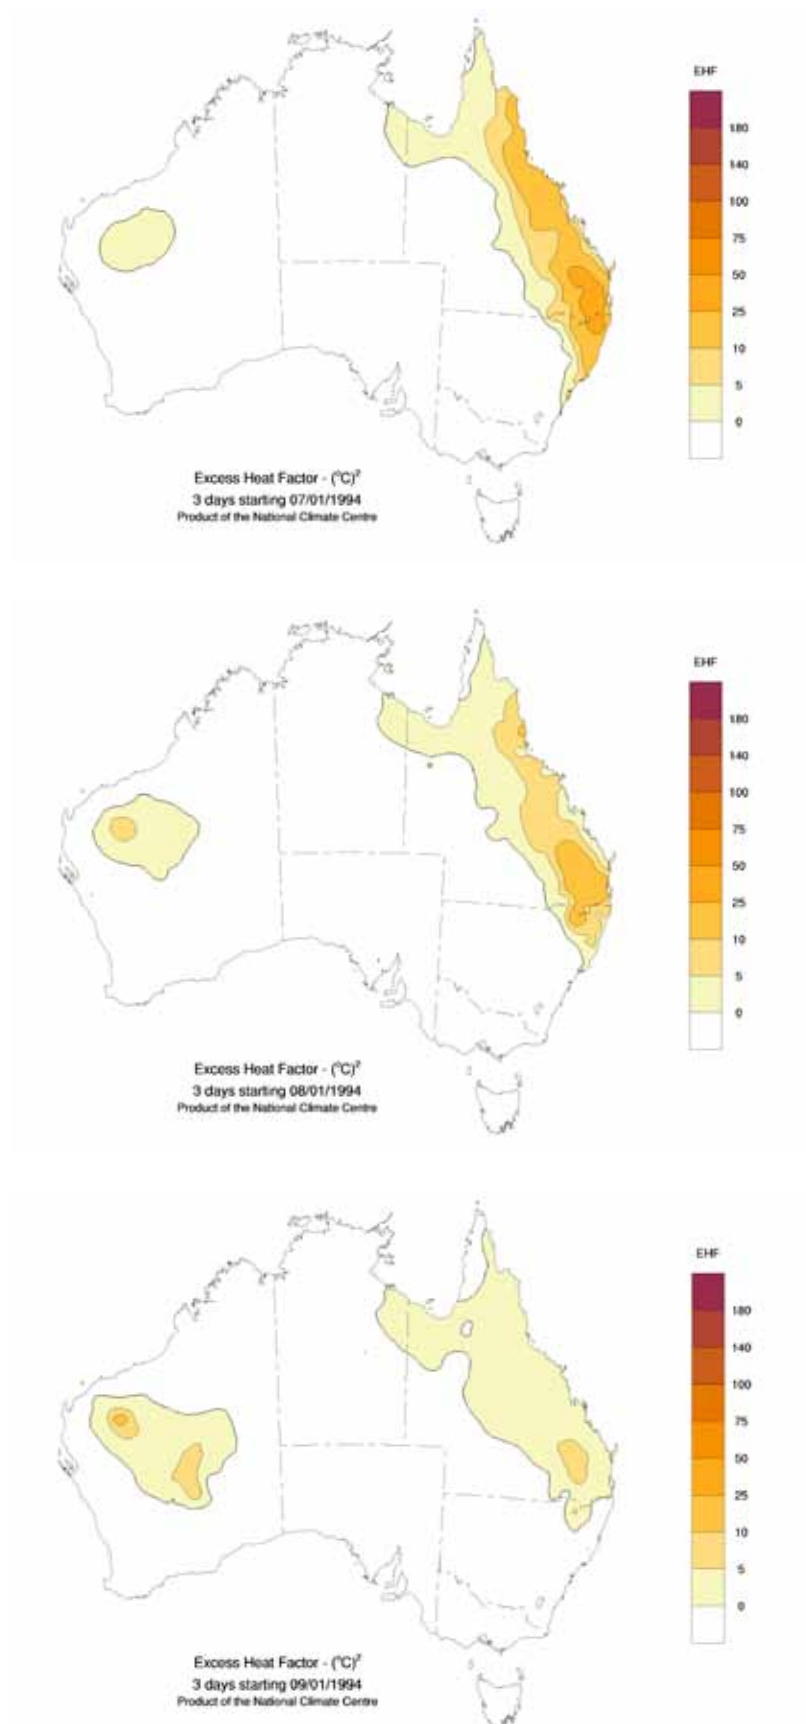 EHF
180
140
100
75
50
25
10
5
0
Excess Heat Factor - (°C)²
3 days starting 07/01/1994
Product of the National Climate Centre
EHF
180
140
100
75
50
25
10
5
0
Excess Heat Factor - (°C)²
3 days starting 08/01/1994
Product of the National Climate Centre
EHF
180
140
100
75
50
25
10
5
0
Excess Heat Factor - (°C)²
3 days starting 09/01/1994
Product of the National Climate Centre